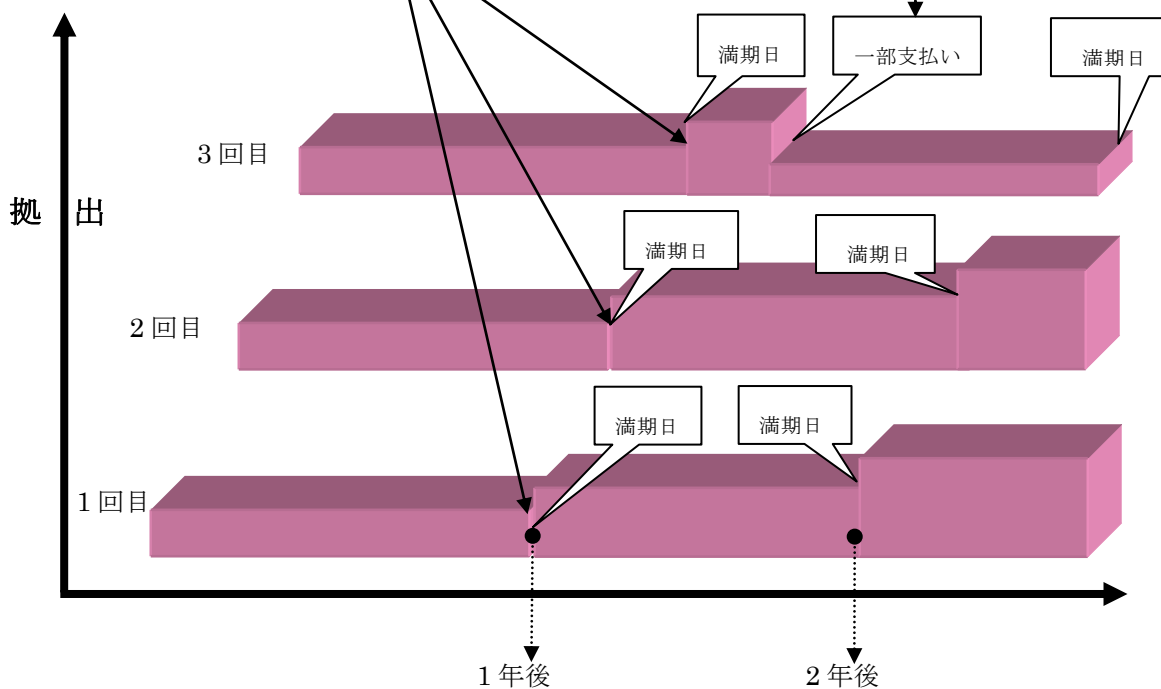 満期日
一部支払い
満期日
3回目
拠 出
満期日
満期日
2回目
満期日
満期日
1回目
1年後
2年後